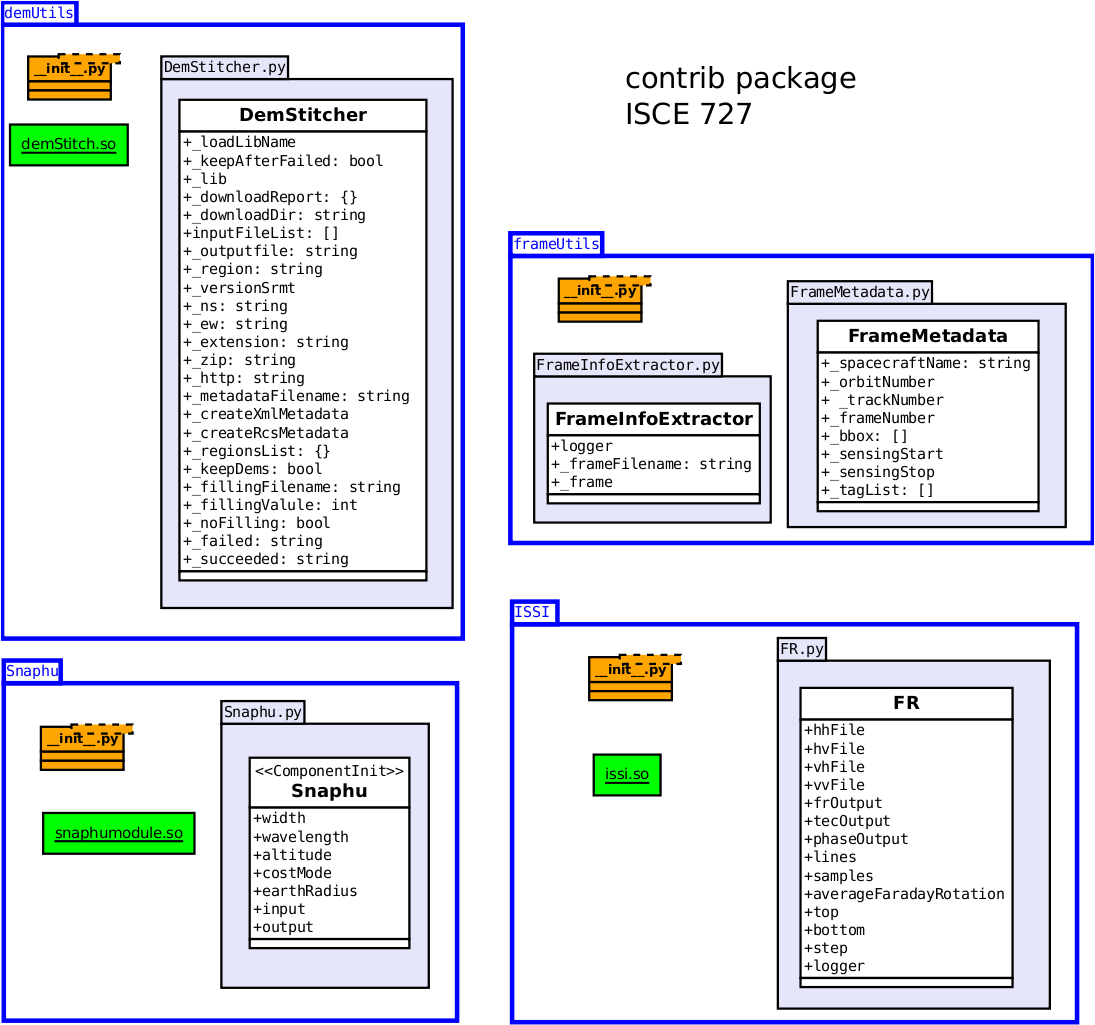 demUtils
__init__.py
demStitch.so
DemStitcher.py
DemStitcher
+_loadLibName
+_keepAfterFailed: bool
+_lib
+_downloadReport: {}
+_downloadDir: string
+inputFileList: []
+_outputfile: string
+_region: string
+_versionSrmt
+_ns: string
+_ew: string
+_extension: string
+_zip: string
+_http: string
+_metadataFilename: string
+_createXmlMetadata
+_createRcsMetadata
+_regionsList: {}
+_keepDems: bool
+_fillingFilename: string
+_fillingValule: int
+_noFilling: bool
+_failed: string
+_succeeded: string
contrib package
ISCE 727
frameUtils
__init__.py
FrameInfoExtractor.py
FrameInfoExtractor
+logger
+_frameFilename: string
+_frame
FrameMetadata.py
FrameMetadata
+_spacecraftName: string
+_orbitNumber
+ _trackNumber
+_frameNumber
+_bbox: []
+_sensingStart
+_sensingStop
+_tagList: []
Snaphu
__init__.py
snaphumodule.so
Snaphu.py
<<ComponentInit>>
Snaphu
+width
+wavelength
+altitude
+costMode
+earthRadius
+input
+output
ISSI
__init__.py
issi.so
FR.py
FR
+hhFile
+hvFile
+vhFile
+vvFile
+frOutput
+tecOutput
+phaseOutput
+lines
+samples
+averageFaradayRotation
+top
+bottom
+step
+logger